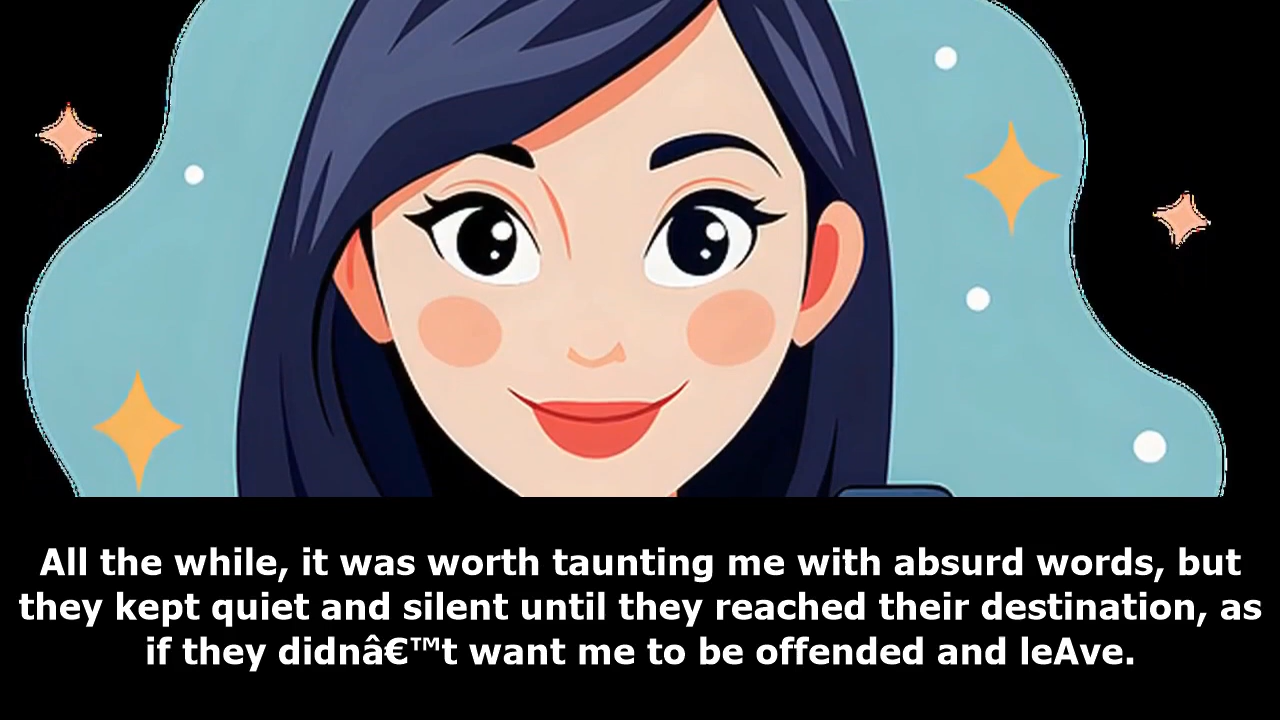 All the while, it was worth taunting me with absurd words, but
they kept quiet and silent until they reached their destination, as
if they didnâ€™t want me to be offended and leAve.